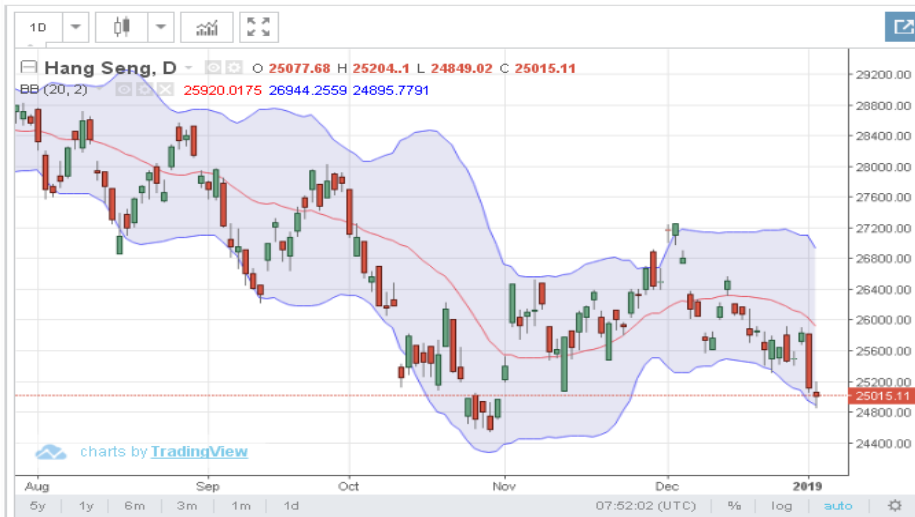 1D
Hang Seng, D O 25077.68 H 25204..1 L 24849.02 C 25015.11
BB (20, 2) 25920.0175 26944.2559 24895.7791
29200.00
28800.00
28400.00
28000.00
27600.00
27200.00
26800.00
26400.00
26000.00
25600.00
25200.00
25015.11
24800.00
24400.00
charts by TradingView
Aug Sep Oct Nov Dec 2019
5y 1y 6m 3m 1m 1d 07:52:02 (UTC) % log auto